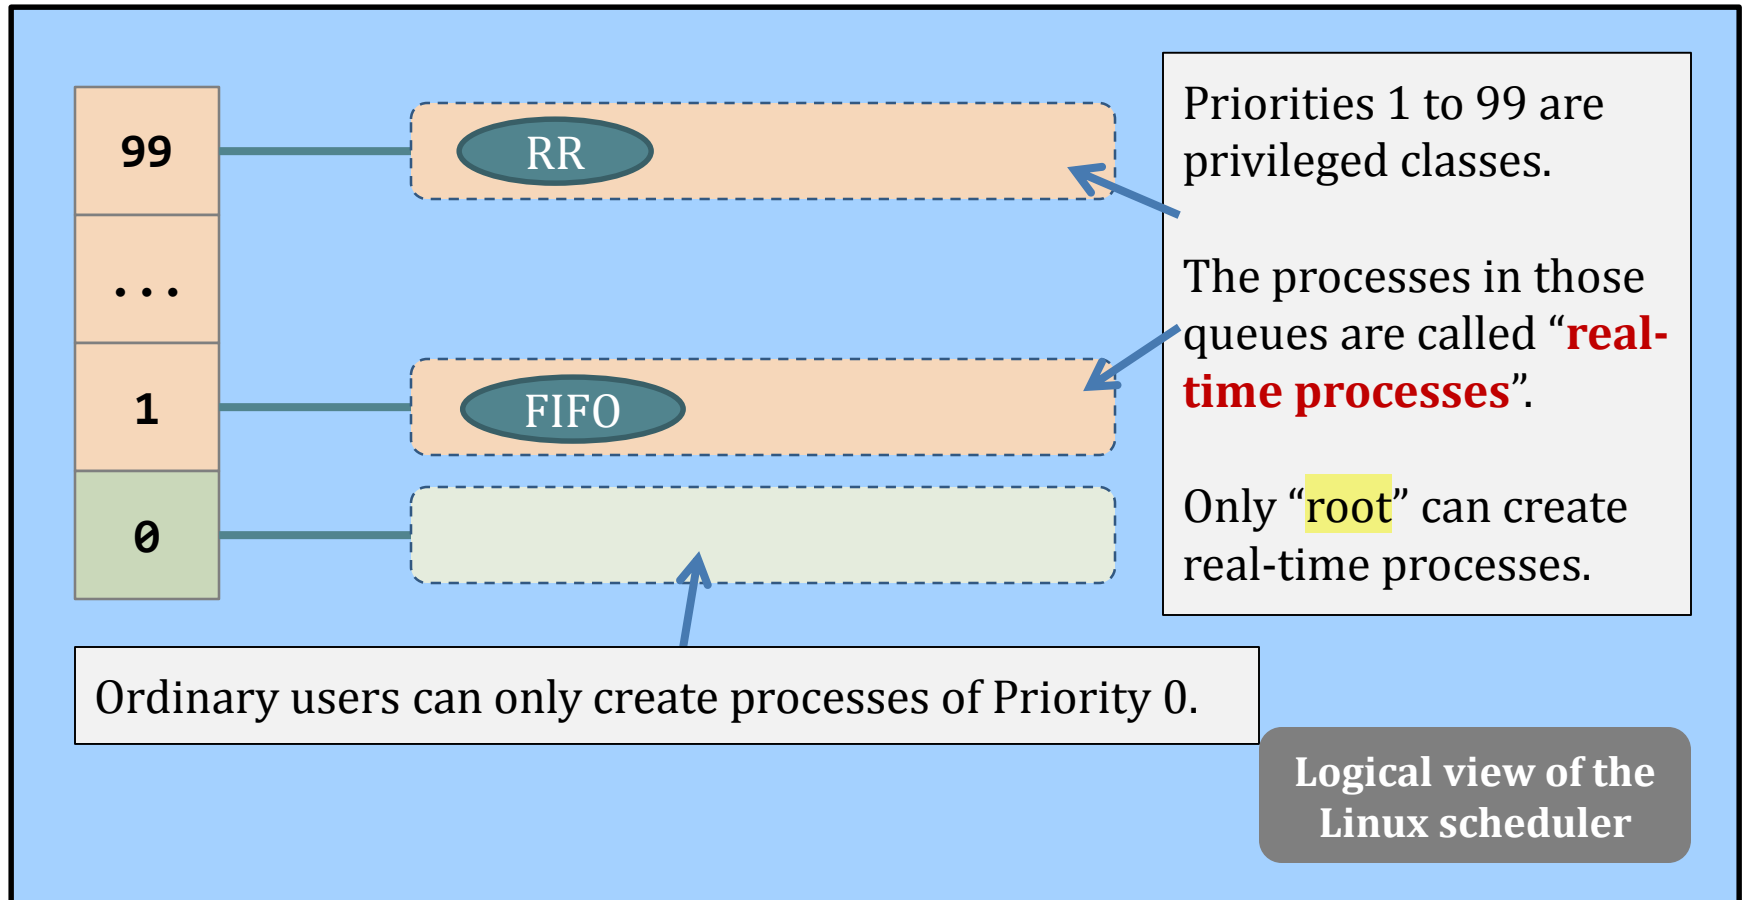 99
...
1
0
RR
FIFO
Priorities 1 to 99 are
privileged classes.
The processes in those
queues are called “real-
time processes”.
Only “root” can create
real-time processes.
Ordinary users can only create processes of Priority 0.
Logical view of the
Linux scheduler